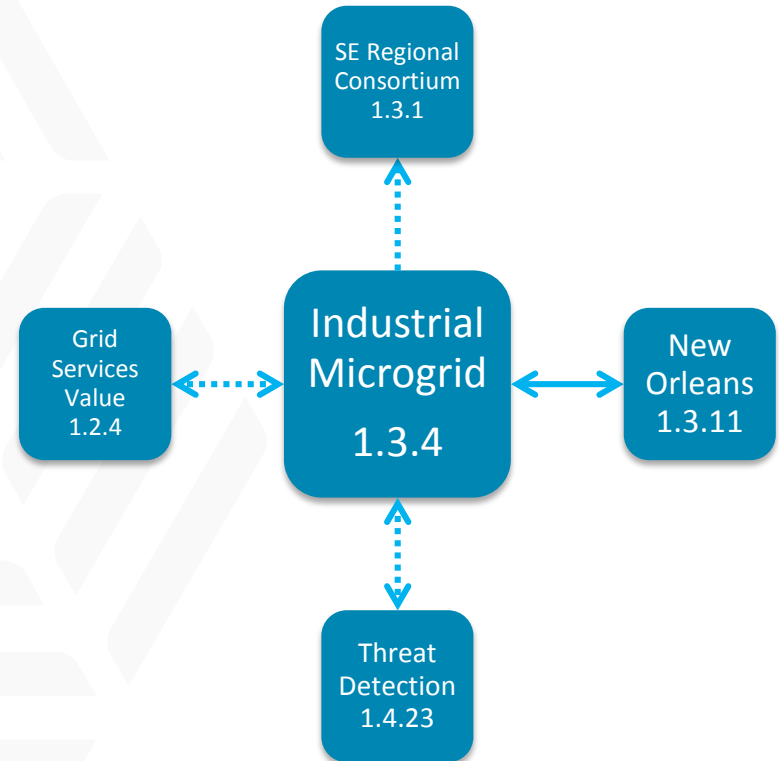 SE Regional
Consortium
1.3.1
Grid
Services
Value
1.2.4
Industrial
Microgrid
1.3.4
New
Orleans
1.3.11
Threat
Detection
1.4.23